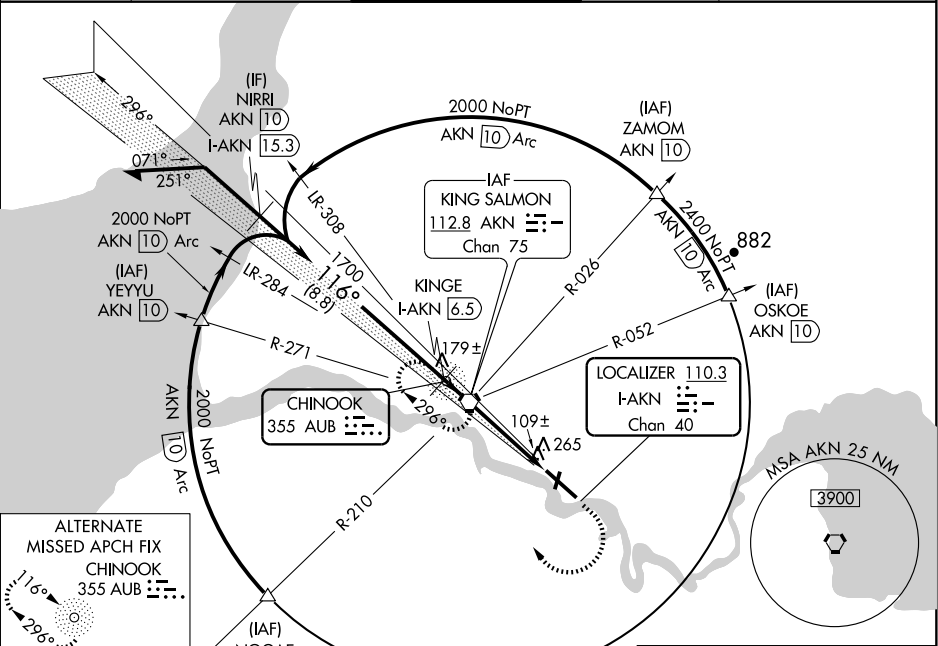 (IF)
NIRRI
AKN 10
I-AKN 15.3
296°
071°
251°
2000 NoPT
AKN 10 Arc
(IAF)
YEYYU
AKN 10
LR-284
LR-308
1700
116°
(8.8)
2000 NoPT
AKN 10 Arc
(IAF)
ZAMOM
AKN 10
2400 NoPT
AKN 10 Arc
882
(IAF)
OSKOE
AKN 10
IAF
KING SALMON
112.8 AKN
Chan 75
R-026
R-052
KINGE
I-AKN 6.5
179±
R-271
296°
CHINOOK
355 AUB
LOCALIZER 110.3
I-AKN
Chan 40
109±
265
2000 NoPT
AKN 10 Arc
R-210
(IAF)
MSA AKN 25 NM
3900
ALTERNATE
MISSED APCH FIX
CHINOOK
355 AUB
116°
296°